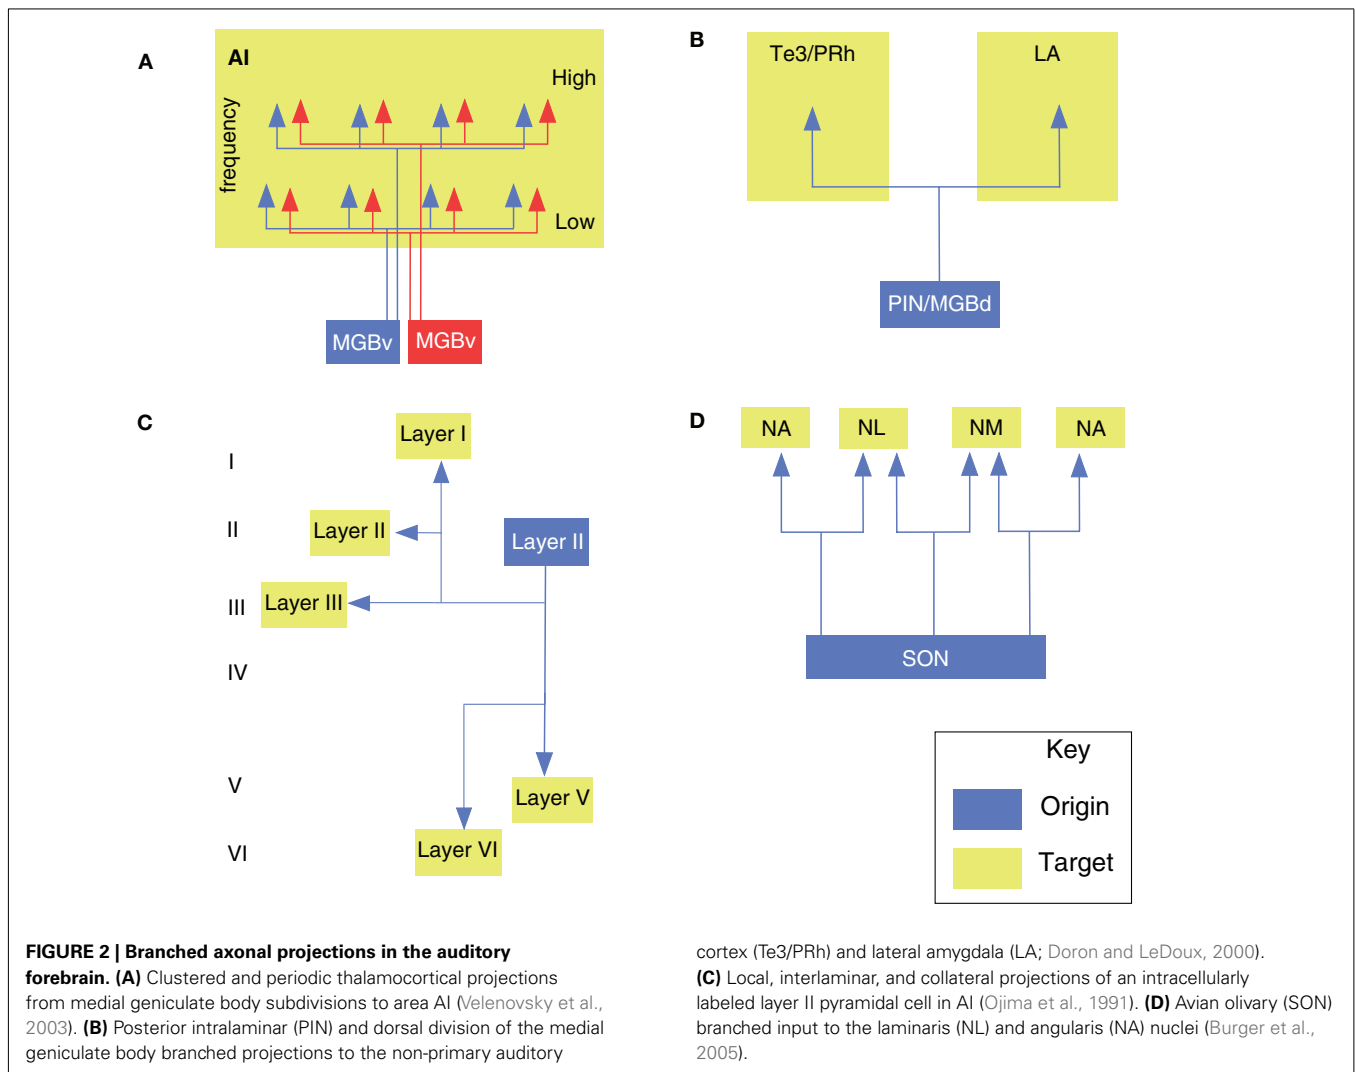 A
AI
High
frequency
Low
MGBv
MGBv
B
Te3/PRh
LA
PIN/MGBd
C
I
II
III
IV
V
VI
Layer I
Layer II
Layer II
Layer III
Layer V
Layer VI
D
NA
NL
NM
NA
SON
Key
Origin
Target
FIGURE 2 | Branched axonal projections in the auditory
forebrain. (A) Clustered and periodic thalamocortical projections
from medial geniculate body subdivisions to area AI (Velenovsky et al.,
2003). (B) Posterior intralaminar (PIN) and dorsal division of the medial
geniculate body branched projections to the non-primary auditory
cortex (Te3/PRh) and lateral amygdala (LA; Doron and LeDoux, 2000).
(C) Local, interlaminar, and collateral projections of an intracellularly
labeled layer II pyramidal cell in AI (Ojima et al., 1991). (D) Avian olivary (SON)
branched input to the laminaris (NL) and angularis (NA) nuclei (Burger et al.,
2005).